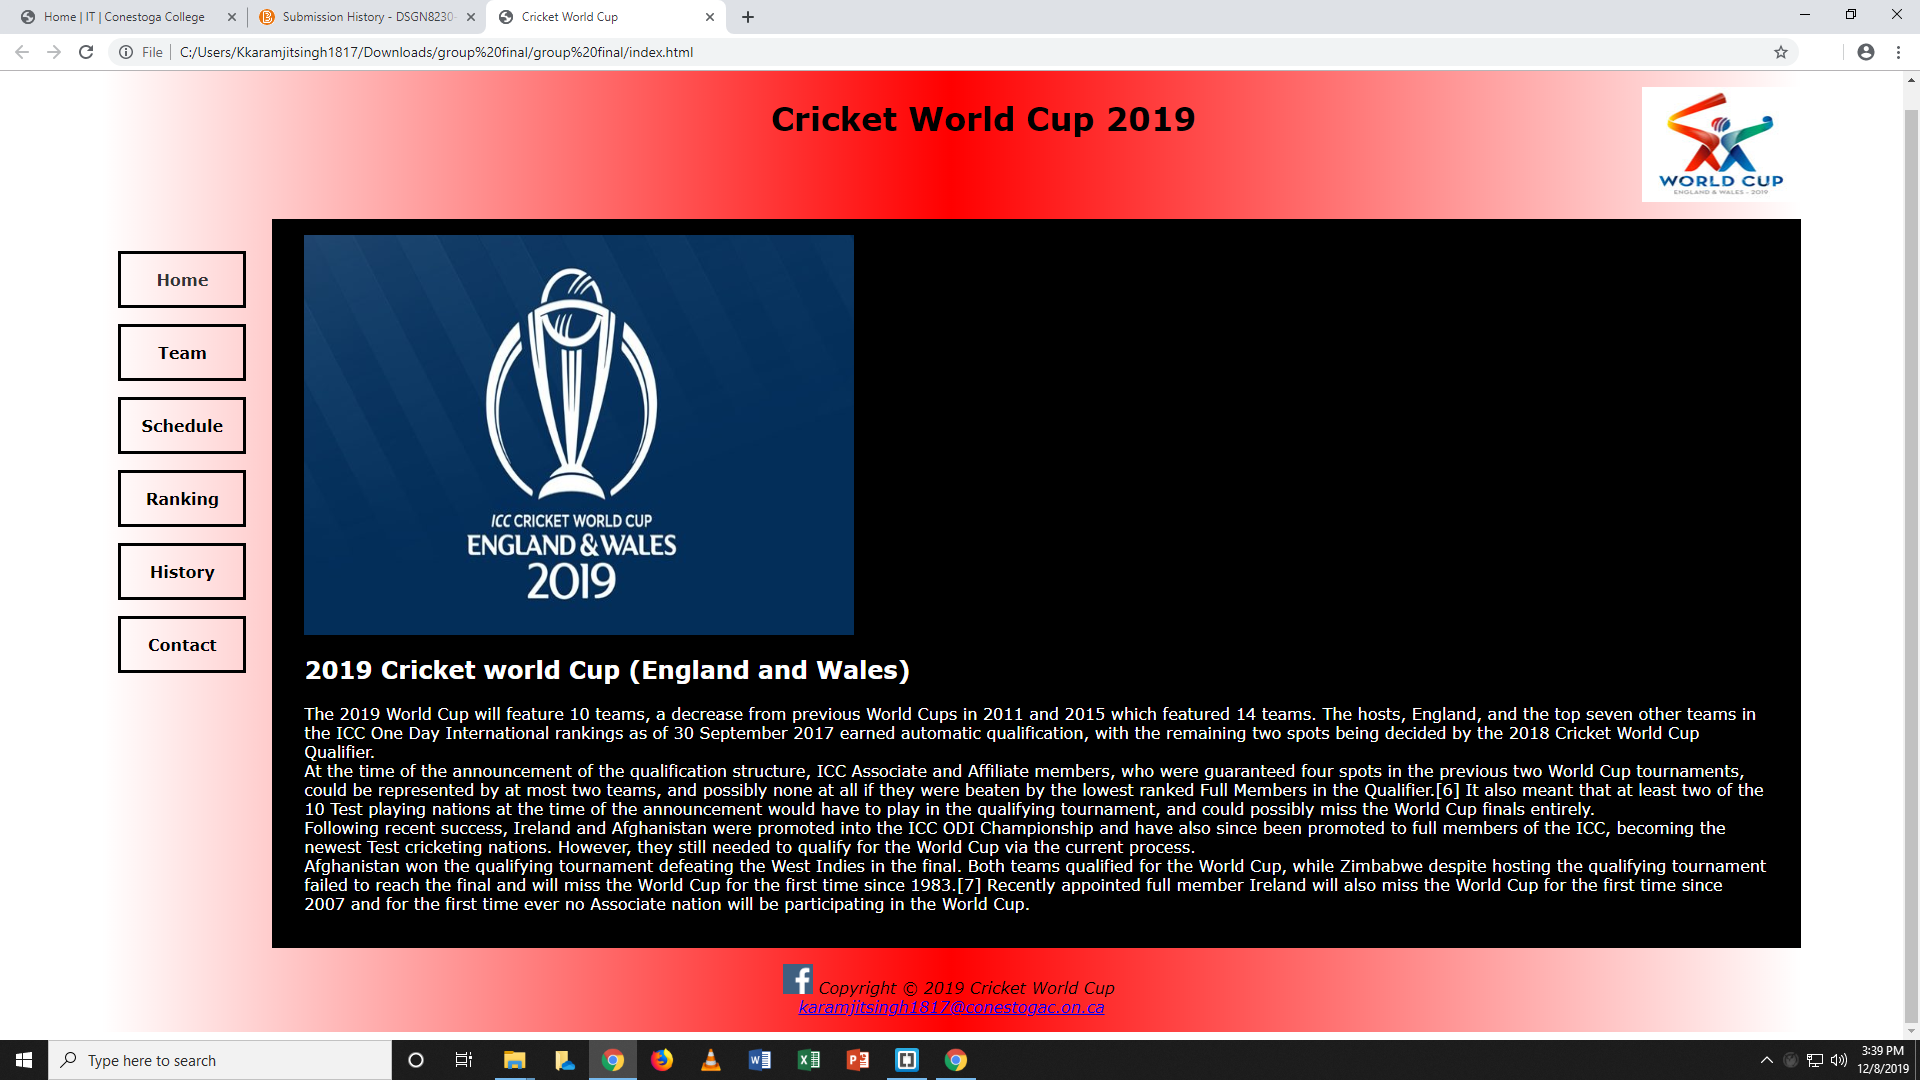 Home | IT | Conestoga College
Submission History - DSGN8230-
Cricket World Cup
File
C:/Users/Kkaramjitsingh1817/Downloads/group%20final/group%20final/index.html
Cricket World Cup 2019
WORLD CUP
ENGLAND & WALES - 2019
Home
Team
Schedule
Ranking
History
Contact
ICC CRICKET WORLD CUP
ENGLAND & WALES
2019
2019 Cricket world Cup (England and Wales)
The 2019 World Cup will feature 10 teams, a decrease from previous World Cups in 2011 and 2015 which featured 14 teams. The hosts, England, and the top seven other teams in
the ICC One Day International rankings as of 30 September 2017 earned automatic qualification, with the remaining two spots being decided by the 2018 Cricket World Cup
Qualifier.
At the time of the announcement of the qualification structure, ICC Associate and Affiliate members, who were guaranteed four spots in the previous two World Cup tournaments,
could be represented by at most two teams, and possibly none at all if they were beaten by the lowest ranked Full Members in the Qualifier.[6] It also meant that at least two of the
10 Test playing nations at the time of the announcement would have to play in the qualifying tournament, and could possibly miss the World Cup finals entirely.
Following recent success, Ireland and Afghanistan were promoted into the ICC ODI Championship and have also since been promoted to full members of the ICC, becoming the
newest Test cricketing nations. However, they still needed to qualify for the World Cup via the current process.
Afghanistan won the qualifying tournament defeating the West Indies in the final. Both teams qualified for the World Cup, while Zimbabwe despite hosting the qualifying tournament
failed to reach the final and will miss the World Cup for the first time since 1983.[7] Recently appointed full member Ireland will also miss the World Cup for the first time since
2007 and for the first time ever no Associate nation will be participating in the World Cup.
Copyright © 2019 Cricket World Cup
karamjitsingh1817@conestogac.on.ca
Type here to search
3:39 PM
12/8/2019